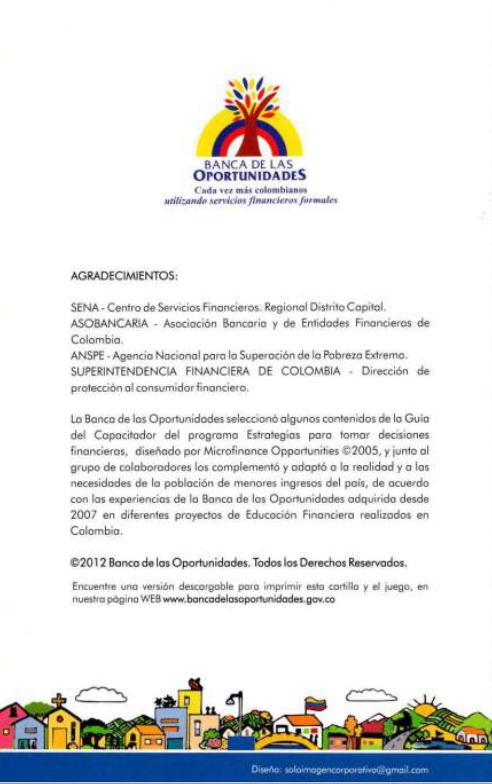 BANCA DE LAS
OPORTUNIDADES
Cada vez más colombianos
utilizando servicios financieros formales
AGRADECIMIENTOS:
SENA - Centro de Servicios Financieros. Regional Distrito Capital.
ASOBANCARIA - Asociación Bancaria y de Entidades Financieras de
Colombia.
ANSPE - Agencia Nacional para la Superación de la Pobreza Extrema.
SUPERINTENDENCIA FINANCIERA DE COLOMBIA - Dirección de
protección al consumidor financiero.
La Banca de las Oportunidades seleccionó algunos contenidos de la Guía
del Capacitador del programa Estrategias para tomar decisiones
financieras, diseñado por Microfinance Opportunities ©2005, y junto al
grupo de colaboradores los complementó y adaptó a la realidad y a las
necesidades de la población de menores ingresos del país, de acuerdo
con las experiencias de la Banca de las Oportunidades adquirida desde
2007 en diferentes proyectos de Educación Financiera realizados en
Colombia.
©2012 Banca de las Oportunidades. Todos los Derechos Reservados.
Encuentre una versión descargable para imprimir esta cartilla y el juego, en
nuestra página WEB www.bancadelasoportunidades.gov.co
Diseño: soloimagencorporativa@gmail.com